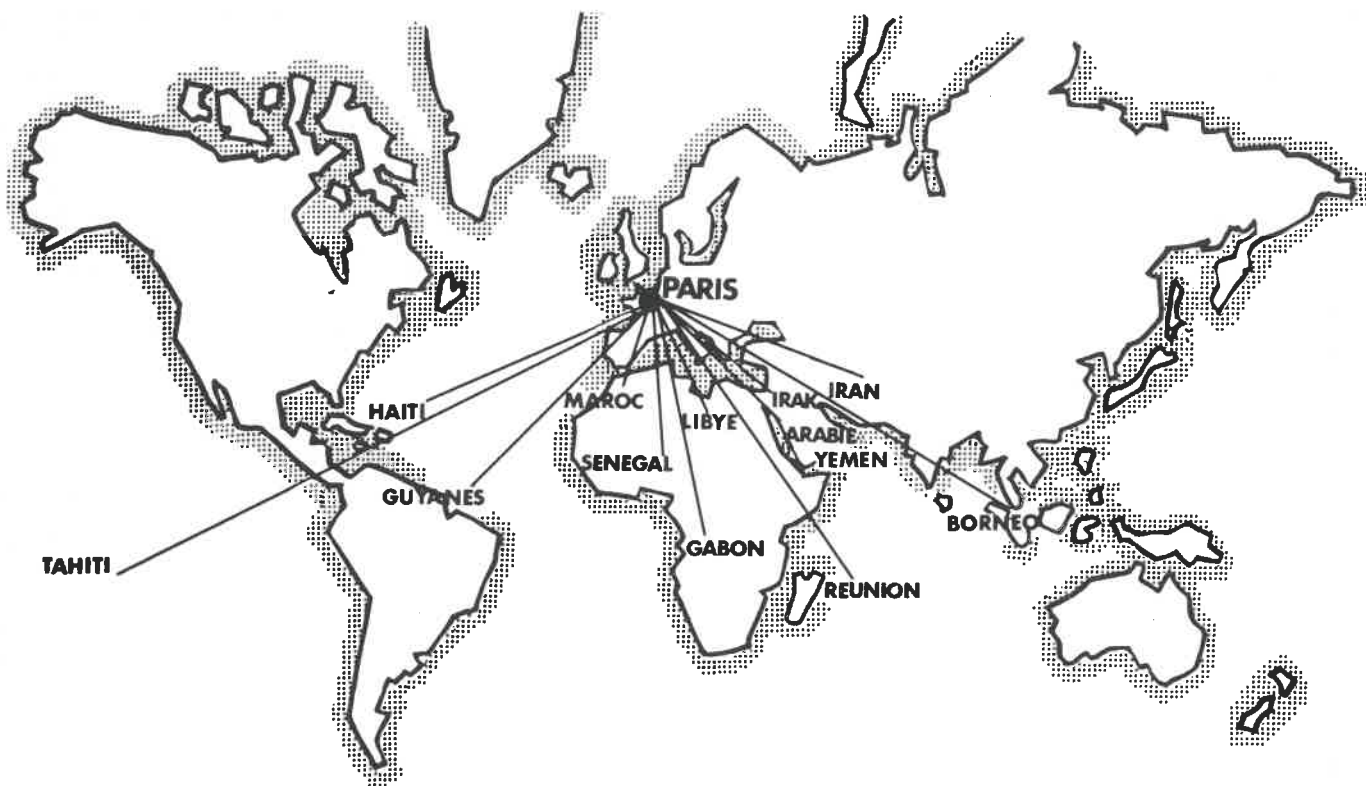 PARIS
IRAN
HAITI
MAROC
IRAK
LIBYE
ARABIE
SENEGAL
YEMEN
GUYANES
BORNEO
GABON
TAHITI
REUNION